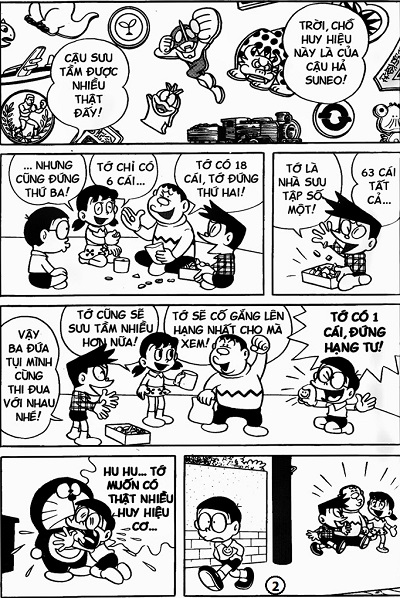 CẬU SƯU
TẦM ĐƯỢC
NHIỀU
THẬT
ĐẤY!
TRỜI, CHÓ
HUY HIỆU
NÀY LÀ CỦA
CẬU HẢ
SUNEO!
... NHƯNG
CŨNG ĐỨNG
THỨ BA!
TỚ CHỈ CÓ
6 CÁI...
TỚ CÓ 18
CÁI, TỚ ĐỨNG
THỨ HAI!
TỚ LÀ
NHÀ SƯU
TẬP SỐ
MỘT!
63 CÁI
TẤT
CẢ...
VẬY
BA ĐỨA
TỤI MÌNH
CÙNG
THI ĐUA
VỚI NHAU
NHÉ!
TỚ CŨNG SẼ
SƯU TẦM NHIỀU
HƠN NỮA!
TỚ SẼ CỐ GẮNG LÊN
HẠNG NHẤT CHO MÀ
XEM!
TỚ CÓ 1
CÁI, ĐỨNG
HẠNG TƯ!
HU HU... TỚ
MUỐN CÓ
THẬT NHIỀU
HUY HIỆU
CƠ...
2